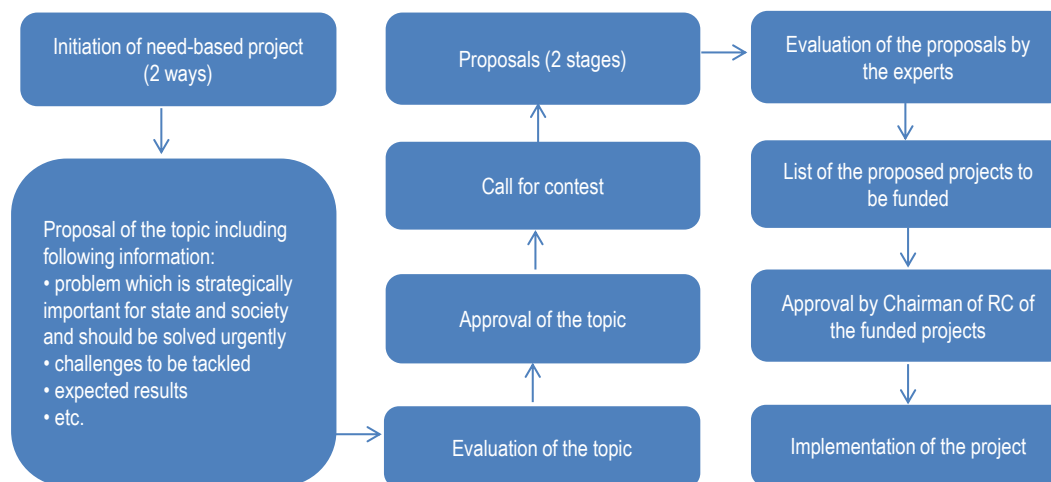 Initiation of need-based project
(2 ways)
Proposal of the topic including
following information:
• problem which is strategically
important for state and society
and should be solved urgently
• challenges to be tackled
• expected results
• etc.
Evaluation of the topic
Approval of the topic
Call for contest
Proposals (2 stages)
Evaluation of the proposals by
the experts
List of the proposed projects to
be funded
Approval by Chairman of RC of
the funded projects
Implementation of the project